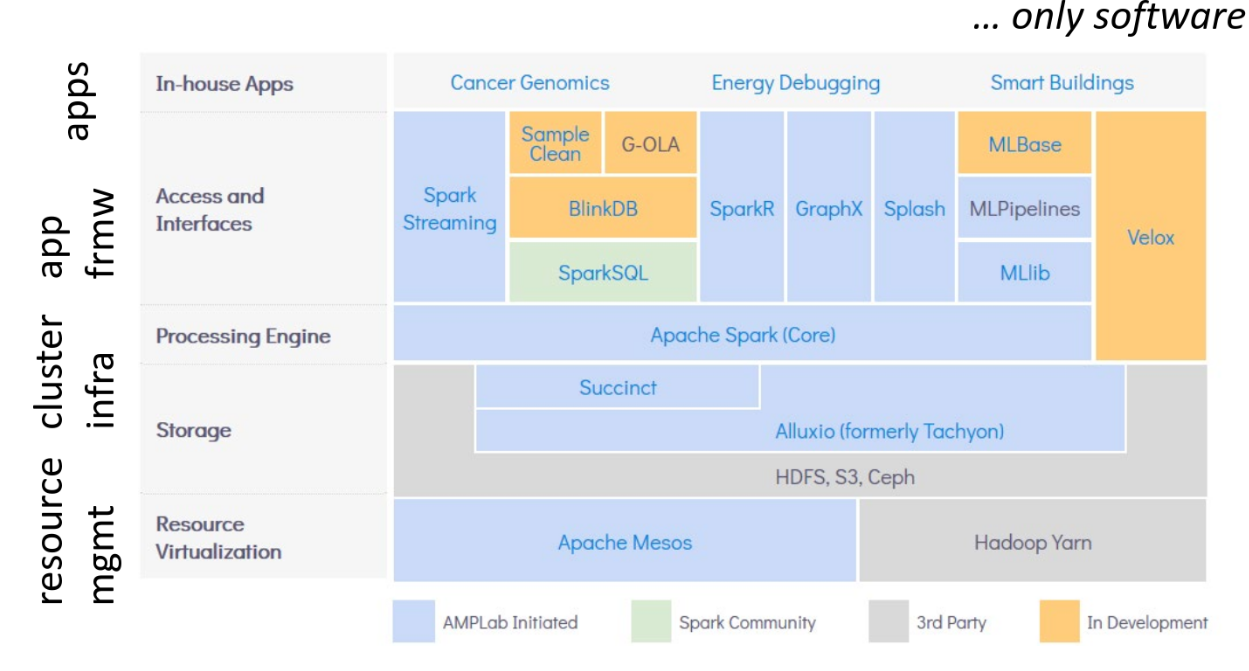 ... only software
apps
In-house Apps
Cancer Genomics
Energy Debugging
Smart Buildings
app
frmw
Access and
Interfaces
Spark
Streaming
Sample
Clean
G-OLA
BlinkDB
SparkSQL
SparkR
GraphX
Splash
MLBase
MLPipelines
MLlib
Velox
cluster
infra
Processing Engine
Apache Spark (Core)
Storage
Succinct
Alluxio (formerly Tachyon)
HDFS, S3, Ceph
resource
mgmt
Resource
Virtualization
Apache Mesos
Hadoop Yarn
AMPLab Initiated
Spark Community
3rd Party
In Development